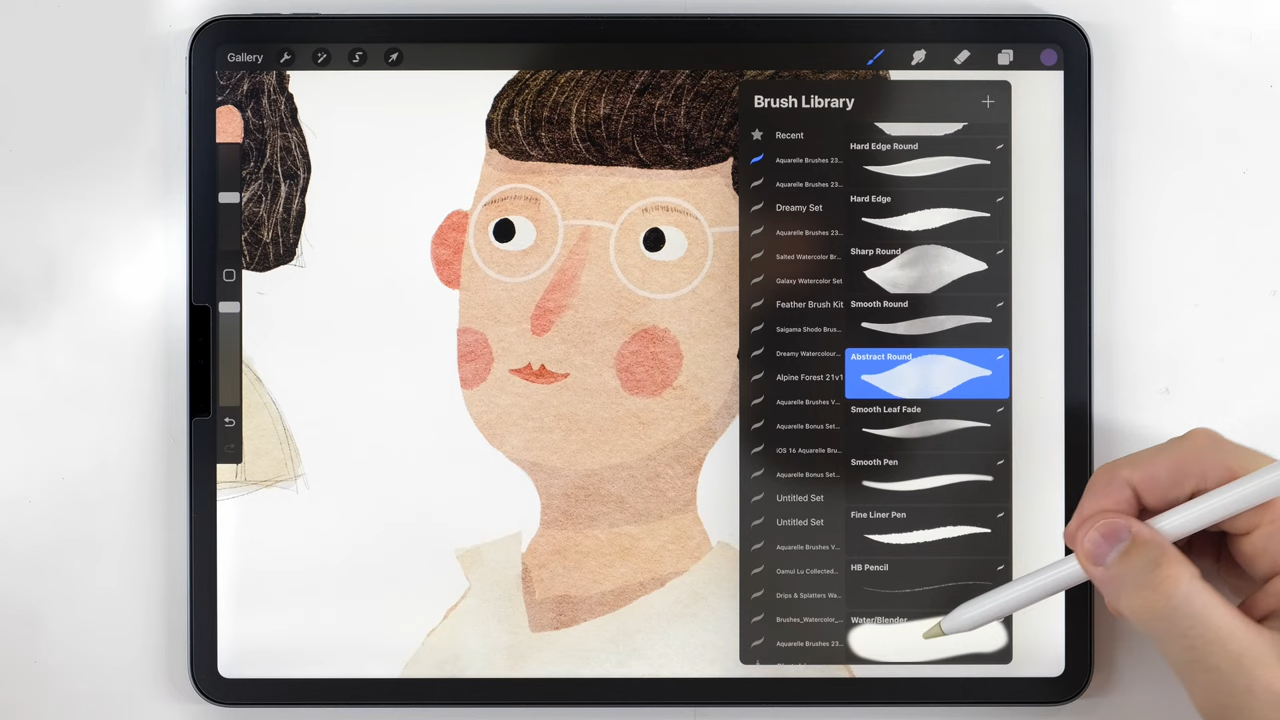 Gallery
Brush Library
Recent
Aquarelle Brushes 23...
Aquarelle Brushes 23...
Dreamy Set
Aquarelle Brushes 23...
Salted Watercolor Br...
Galaxy Watercolor Set
Feather Brush Kit
Saigama Shodo Brus...
Dreamy Watercolour...
Alpine Forest 21v1
Aquarelle Brushes V...
Aquarelle Bonus Set...
iOS 16 Aquarelle Bru...
Aquarelle Bonus Set...
Untitled Set
Untitled Set
Aquarelle Brushes V...
Oamul Lu Collected...
Drips & Splatters Wa...
Brushes_Watercolor_...
Aquarelle Brushes 23...
Hard Edge Round
Hard Edge
Sharp Round
Smooth Round
Abstract Round
Smooth Leaf Fade
Smooth Pen
Fine Liner Pen
HB Pencil
Water/Blender